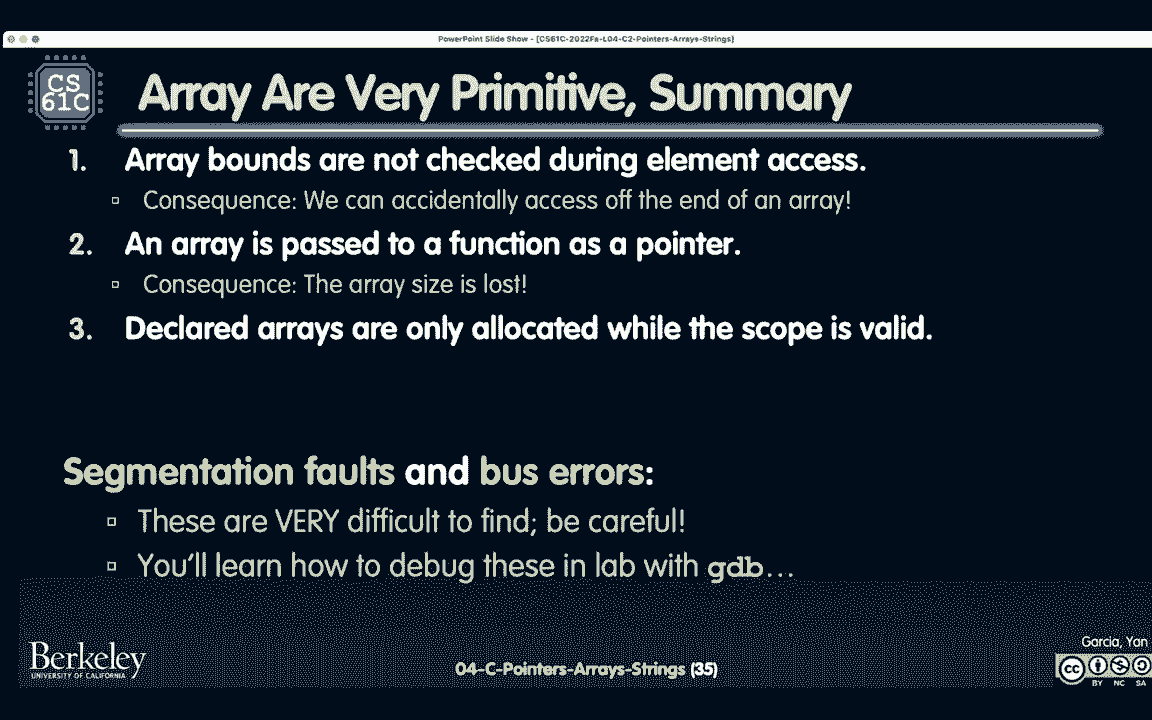 PowerPoint Slide Show - [CS61C-2022Fa-L04-C2-Pointers-Arrays-Strings]
CS
61C
Array Are Very Primitive, Summary
1. Array bounds are not checked during element access.
▫ Consequence: We can accidentally access off the end of an array!
2. An array is passed to a function as a pointer.
▫ Consequence: The array size is lost!
3. Declared arrays are only allocated while the scope is valid.
Segmentation faults and bus errors:
▫ These are VERY difficult to find; be careful!
▫ You’ll learn how to debug these in lab with gdb…
Berkeley
UNIVERSITY OF CALIFORNIA
04-C-Pointers-Arrays-Strings (35)
Garcia, Yan
cc
BY NC SA